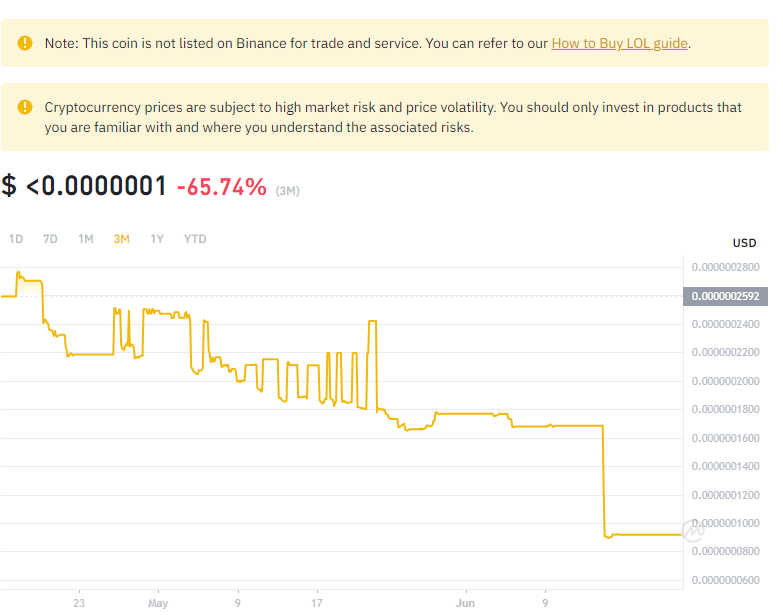 Note: This coin is not listed on Binance for trade and service. You can refer to our How to Buy LOL guide.
Cryptocurrency prices are subject to high market risk and price volatility. You should only invest in products that
you are familiar with and where you understand the associated risks.
$ <0.0000001 -65.74% (3M)
1D 7D 1M 3M 1Y YTD
USD
0.0000002800
0.0000002592
0.0000002400
0.0000002200
0.0000002000
0.0000001800
0.0000001600
0.0000001400
0.0000001200
0.0000001000
0.0000000800
0.0000000600
23 May 9 17 Jun 9